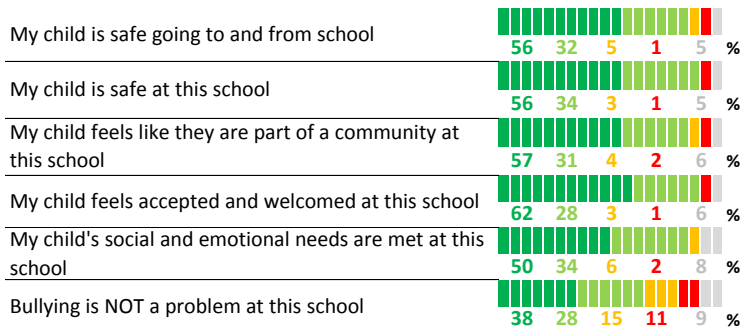 My child is safe going to and from school
56 32 5 1 5 %
My child is safe at this school
56 34 3 1 5 %
My child feels like they are part of a community at
this school
57 31 4 2 6 %
My child feels accepted and welcomed at this school
62 28 3 1 6 %
My child's social and emotional needs are met at this
school
50 34 6 2 8 %
Bullying is NOT a problem at this school
38 28 15 11 9 %